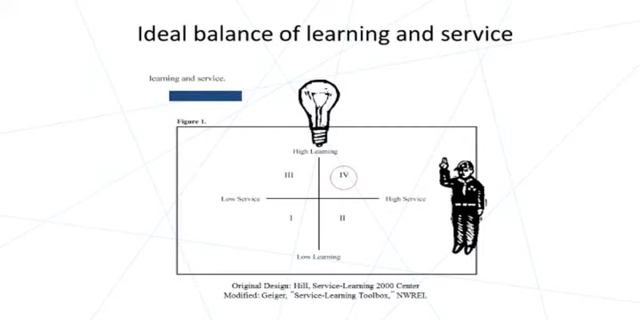 Ideal balance of learning and service
learning and service.
Figure 1.
High Learning
III
IV
Low Service
High Service
I
II
Low Learning
Original Design: Hill, Service-Learning 2000 Center
Modified: Geiger, "Service-Learning Toolbox," NWREL